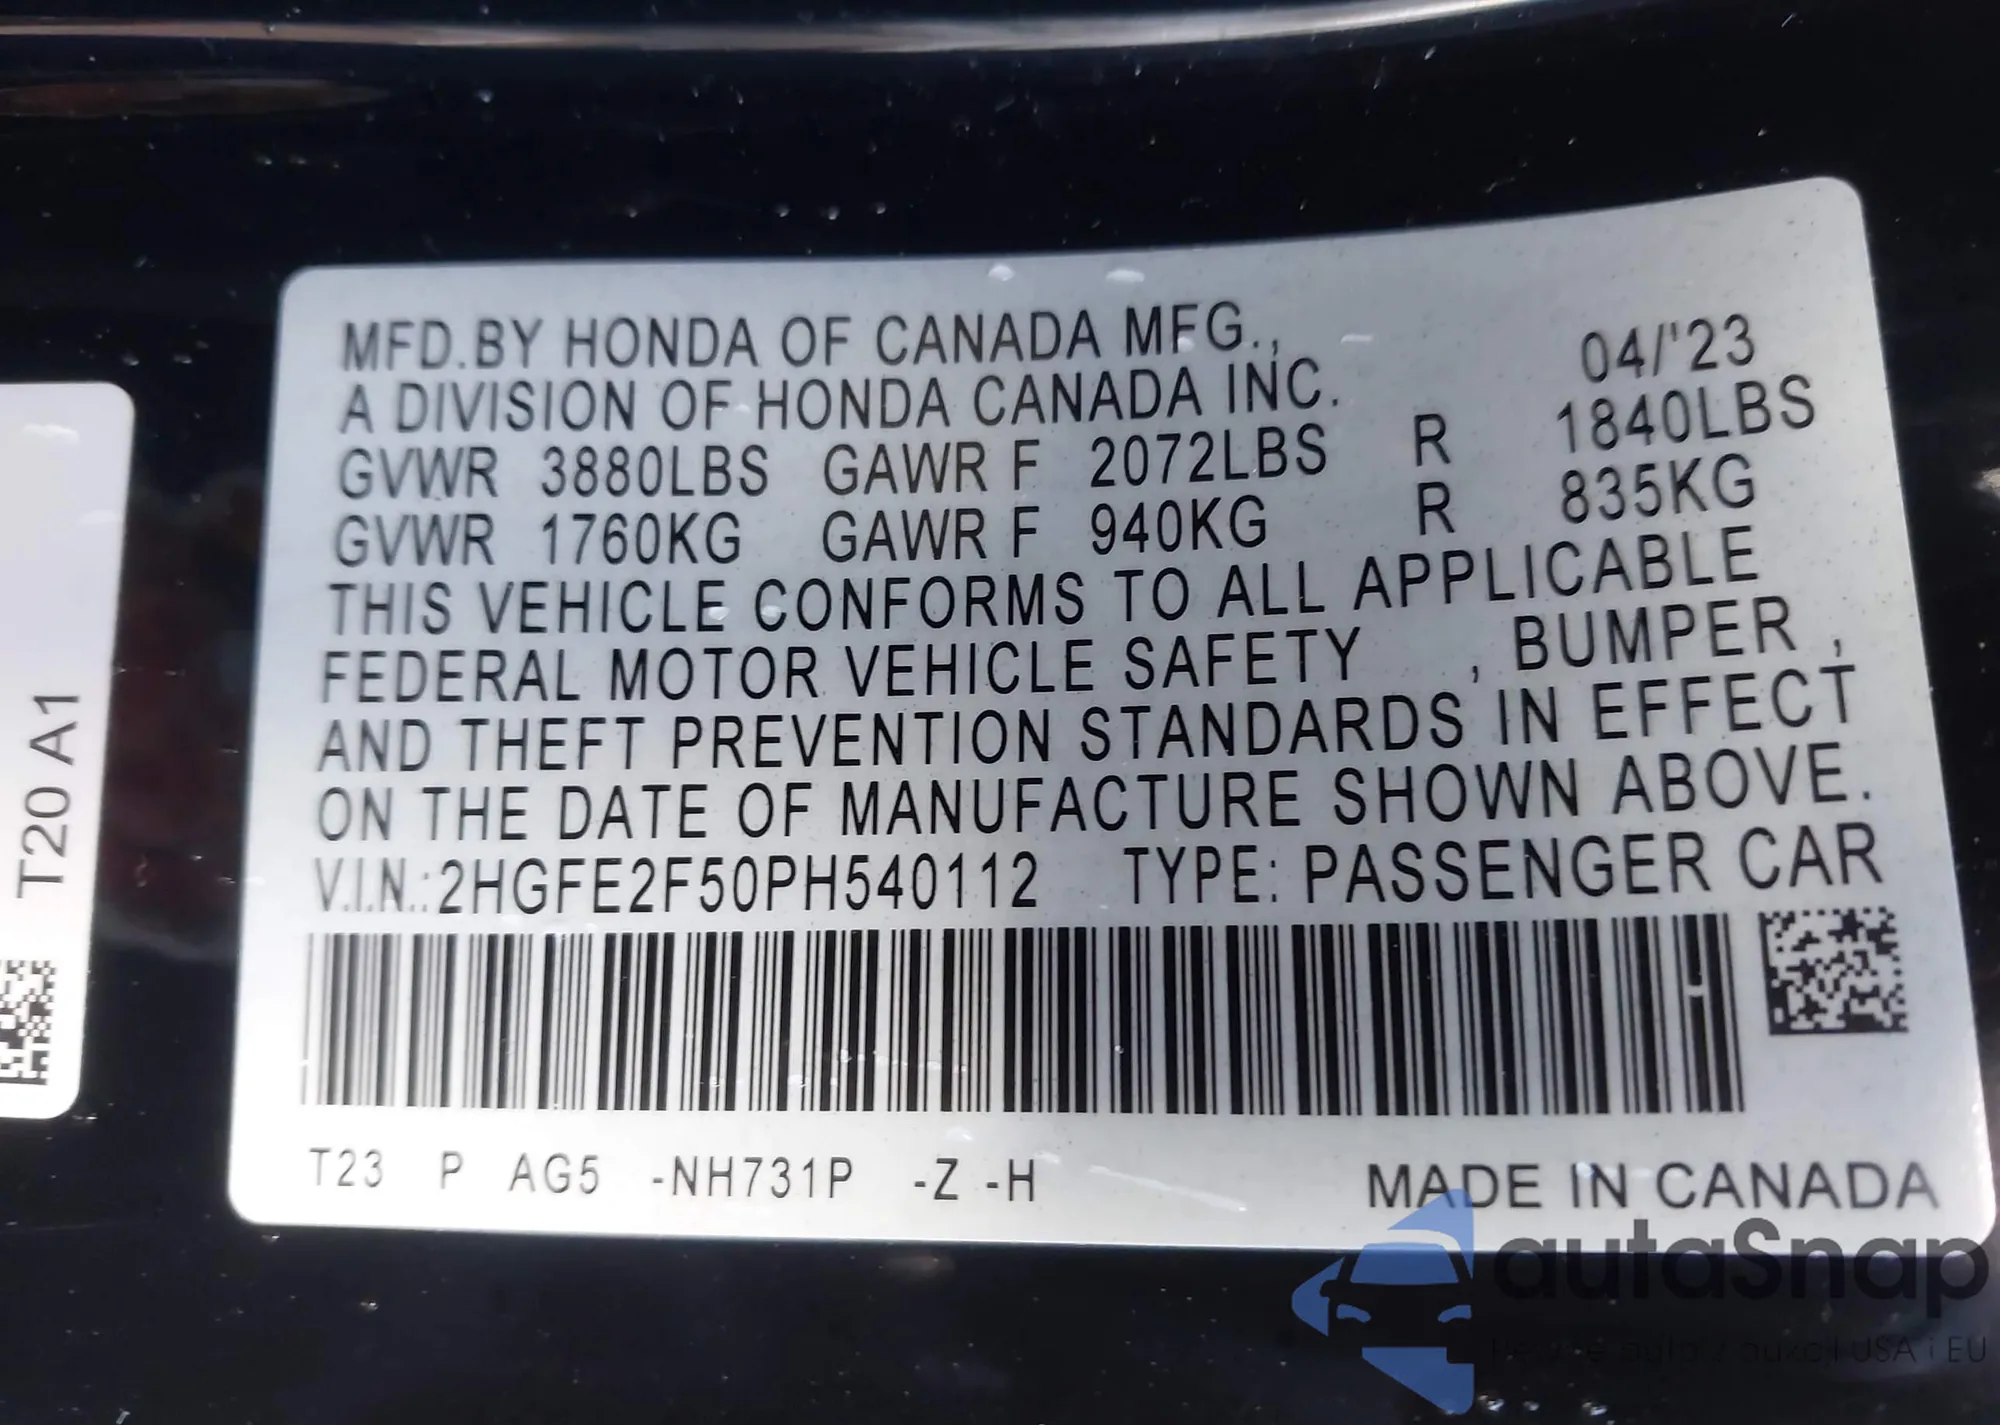 MFD.BY HONDA OF CANADA MFG., 04/'23
A DIVISION OF HONDA CANADA INC.
GVWR 3880LBS GAWR F 2072LBS R 1840LBS
GVWR 1760KG GAWR F 940KG R 835KG
THIS VEHICLE CONFORMS TO ALL APPLICABLE
FEDERAL MOTOR VEHICLE SAFETY , BUMPER ,
AND THEFT PREVENTION STANDARDS IN EFFECT
ON THE DATE OF MANUFACTURE SHOWN ABOVE.
V.I.N.:2HGFE2F50PH540112 TYPE: PASSENGER CAR
T23 P AG5 -NH731P -Z -H MADE IN CANADA
T20 A1
autaSnap
USA i EU